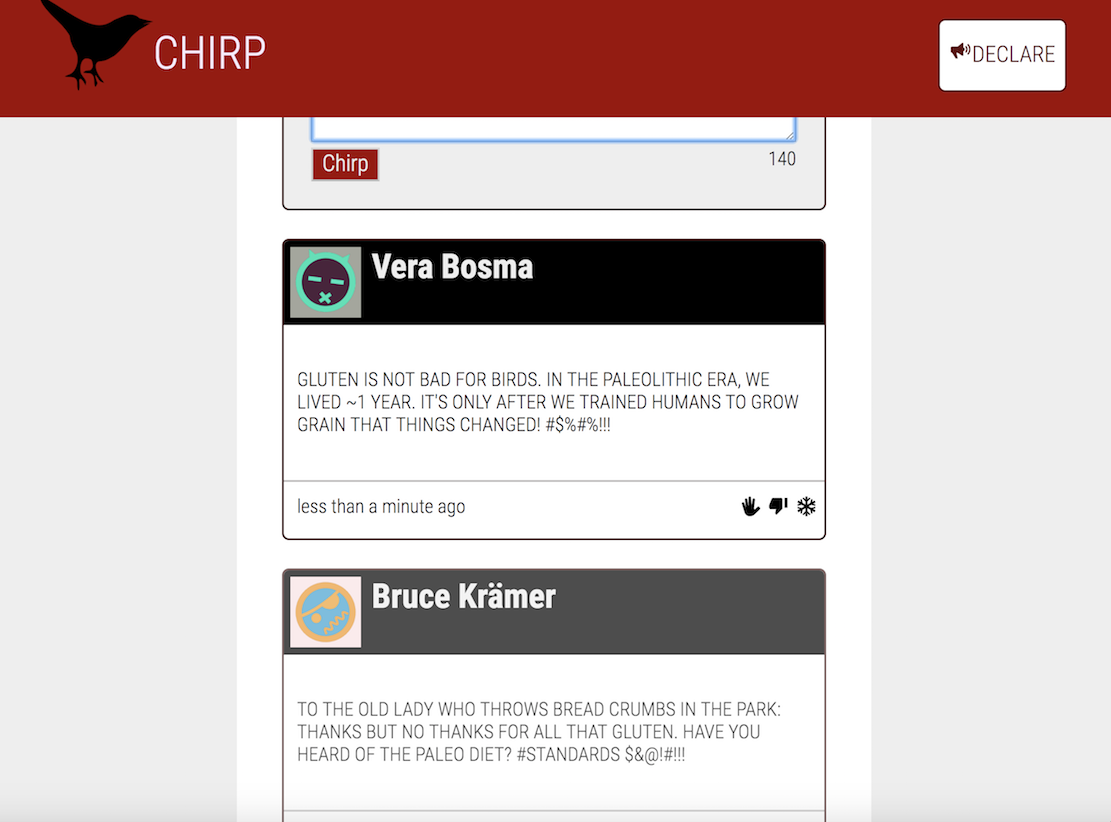 CHIRP
DECLARE
Chirp
140
Vera Bosma
GLUTEN IS NOT BAD FOR BIRDS. IN THE PALEOLITHIC ERA, WE
LIVED ~1 YEAR. IT'S ONLY AFTER WE TRAINED HUMANS TO GROW
GRAIN THAT THINGS CHANGED! #$%#%!!!
less than a minute ago
Bruce Krämer
TO THE OLD LADY WHO THROWS BREAD CRUMBS IN THE PARK:
THANKS BUT NO THANKS FOR ALL THAT GLUTEN. HAVE YOU
HEARD OF THE PALEO DIET? #STANDARDS $&@!#!!!